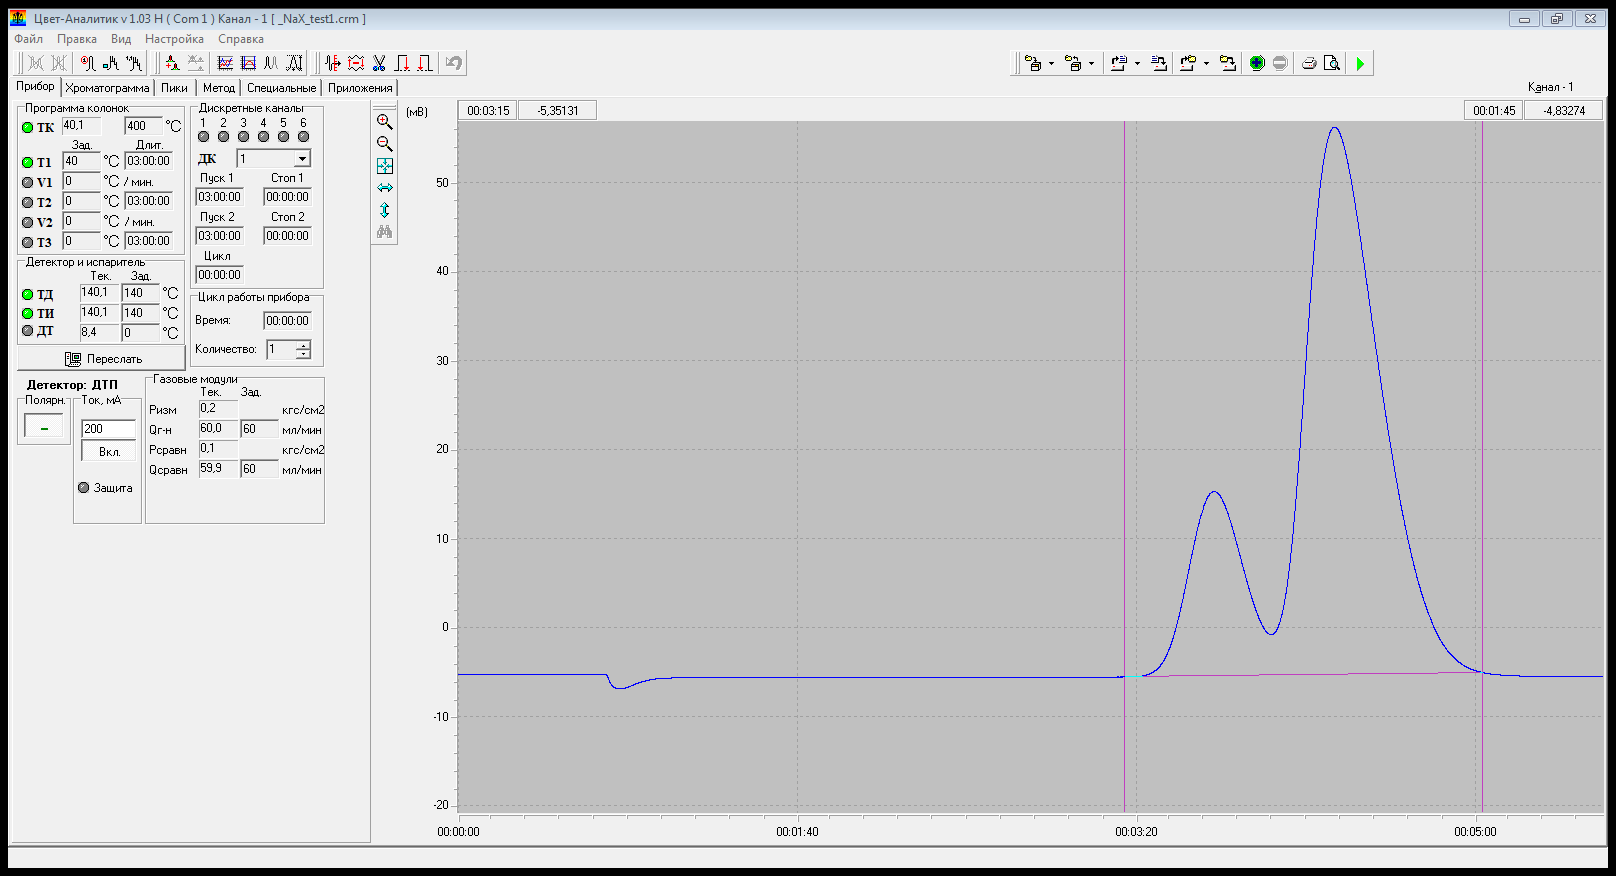 Цвет-Аналитик v 1.03 H ( Com 1 ) Канал - 1 [ _NaX_test1.crm ]
Файл Правка Вид Настройка Справка
Прибор Хроматограмма Пики Метод Специальные Приложения
Канал - 1
Программа колонок
ТК 40,1 400 °C
Зад. Длит.
T1 40 °C 03:00:00
V1 0 °C / мин.
T2 0 °C 03:00:00
V2 0 °C / мин.
T3 0 °C 03:00:00
Детектор и испаритель
Тек. Зад.
ТД 140,1 140 °C
ТИ 140,1 140 °C
ДТ 8,4 0 °C
Переслать
Детектор: ДТП
Полярн.
–
Ток, мА
200
Вкл.
Защита
Дискретные каналы
1 2 3 4 5 6
ДК 1
Пуск 1 Стоп 1
03:00:00 00:00:00
Пуск 2 Стоп 2
03:00:00 00:00:00
Цикл
00:00:00
Цикл работы прибора
Время: 00:00:00
Количество: 1
Газовые модули
Тек. Зад.
Pизм 0,2 кгс/см2
Qг-н 60,0 60 мл/мин
Pсравн 0,1 кгс/см2
Qсравн 59,9 60 мл/мин
(мВ)
00:03:15 -5,35131
00:01:45 -4,83274
50
40
30
20
10
0
-10
-20
00:00:00 00:01:40 00:03:20 00:05:00